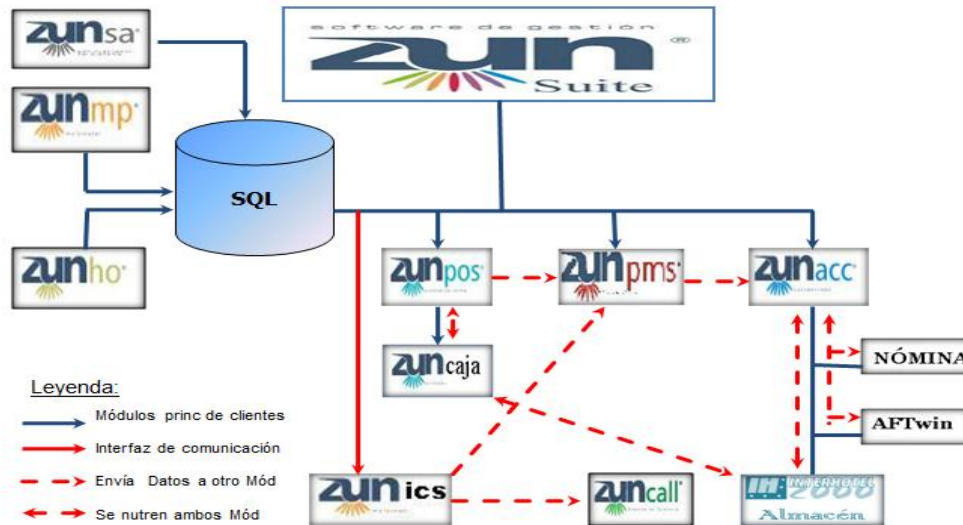 software de gestión
zun
®
Suite
zunsa
zunmp
zunho
SQL
zunpos
zunpms
zunacc
zuncaja
NÓMINA
AFTwin
Leyenda:
Módulos princ de clientes
Interfaz de comunicación
Envía Datos a otro Mód
Se nutren ambos Mód
zunics
zuncall
INTERHOTEL
2000
Almacén